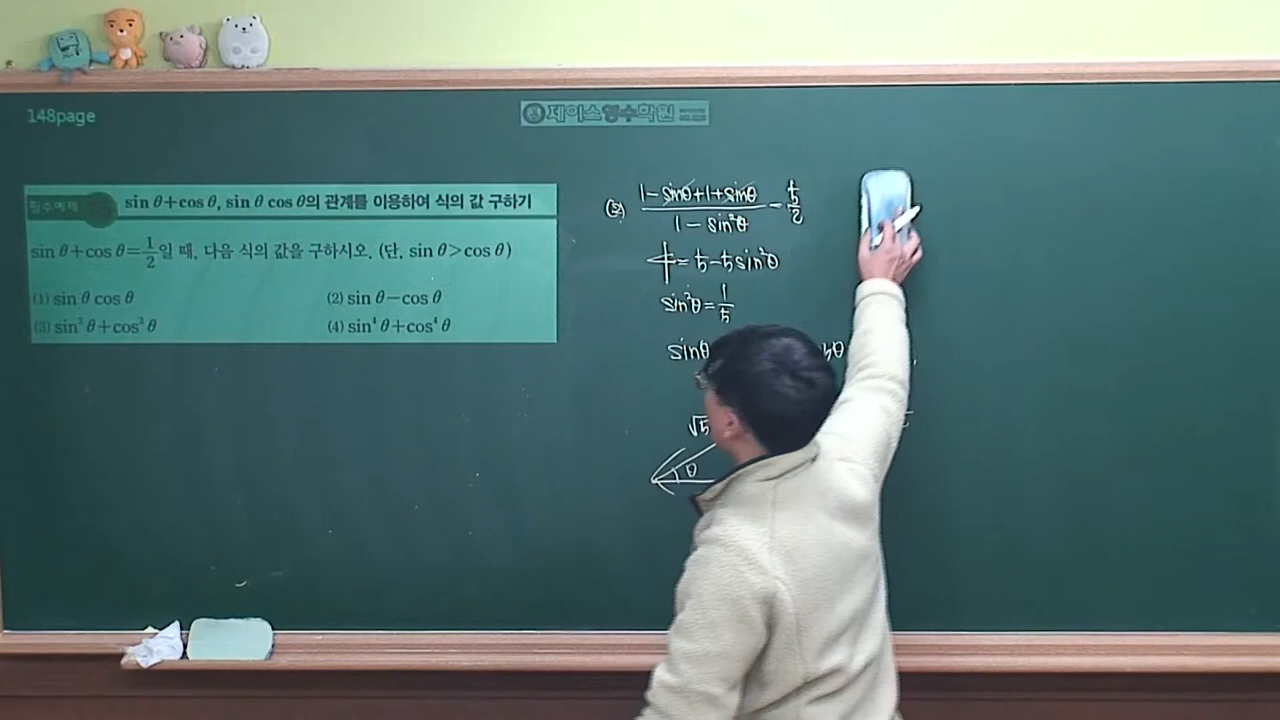 148page
제이스영수학원
필수예제
sin θ+cos θ, sin θ cos θ의 관계를 이용하여 식의 값 구하기
sin θ+cos θ=1/2일 때, 다음 식의 값을 구하시오. (단, sin θ>cos θ)
(1) sin θ cos θ
(2) sin θ−cos θ
(3) sin³ θ+cos³ θ
(4) sin⁴ θ+cos⁴ θ
(2) (1-sinθ+1+sinθ)/(1-sin²θ) = 5/2
4=5-5sin²θ
sin²θ=1/5
sinθ
√5
θ